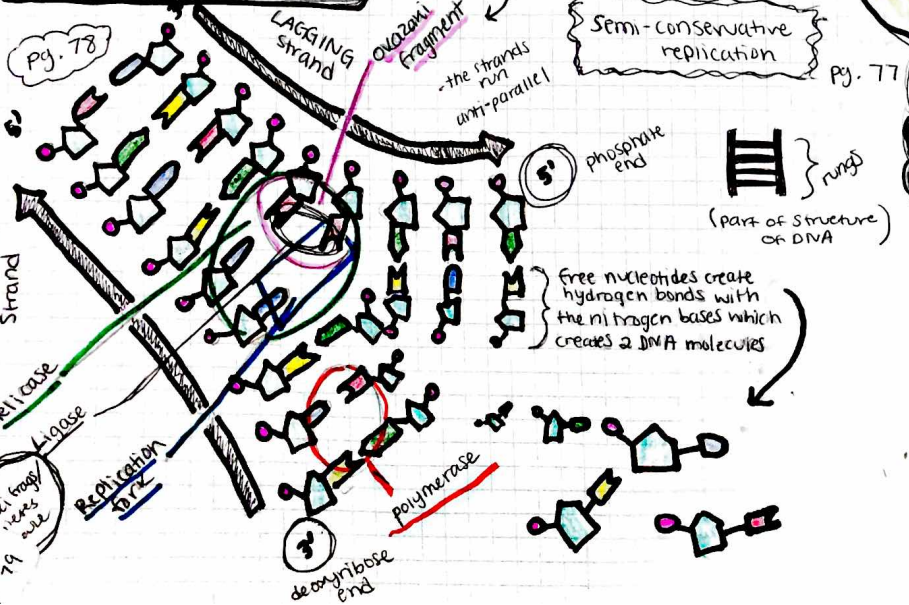 pg. 78
LAGGING
Strand
okazaki
fragment
-the strands
run
anti-parallel
Semi-conservative
replication
pg. 77
5'
phosphate
end
rungs
(part of structure
of DNA)
free nucleotides create
hydrogen bonds with
the nitrogen bases which
creates 2 DNA molecules
Strand
Ligase
Replication
fork
polymerase
3'
deoxyribose
end